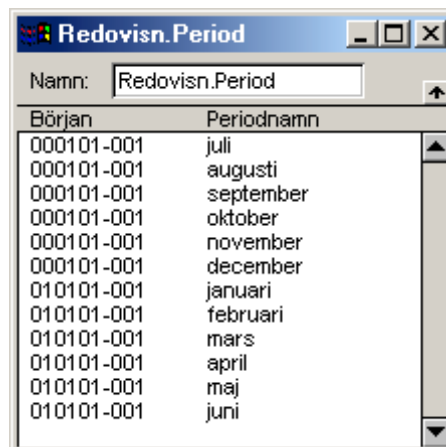 Redovisn.Period
Namn: Redovisn.Period
Början Periodnamn
000101-001 juli
000101-001 augusti
000101-001 september
000101-001 oktober
000101-001 november
000101-001 december
010101-001 januari
010101-001 februari
010101-001 mars
010101-001 april
010101-001 maj
010101-001 juni